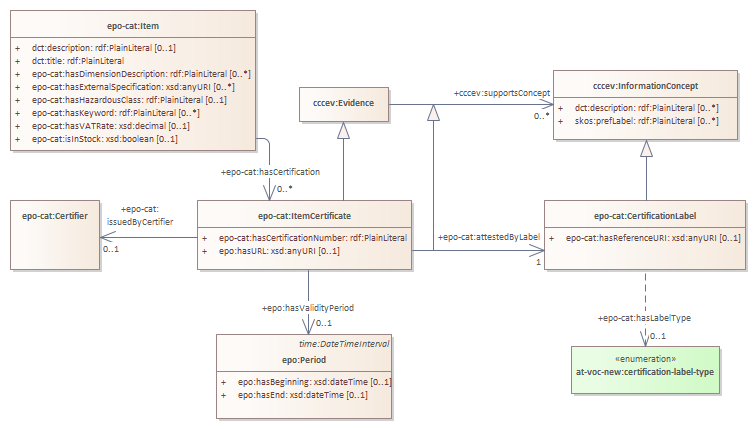 epo-cat:Item
+ dct:description: rdf:PlainLiteral [0..1]
+ dct:title: rdf:PlainLiteral
+ epo-cat:hasDimensionDescription: rdf:PlainLiteral [0..*]
+ epo-cat:hasExternalSpecification: xsd:anyURI [0..*]
+ epo-cat:hasHazardousClass: rdf:PlainLiteral [0..1]
+ epo-cat:hasKeyword: rdf:PlainLiteral [0..*]
+ epo-cat:hasVATRate: xsd:decimal [0..1]
+ epo-cat:isInStock: xsd:boolean [0..1]
cccev:Evidence
+cccev:supportsConcept
0..*
cccev:InformationConcept
+ dct:description: rdf:PlainLiteral [0..*]
+ skos:prefLabel: rdf:PlainLiteral [0..*]
+epo-cat:hasCertification
0..*
epo-cat:Certifier
+epo-cat:
issuedByCertifier
0..1
epo-cat:ItemCertificate
+ epo-cat:hasCertificationNumber: rdf:PlainLiteral
+ epo:hasURL: xsd:anyURI [0..1]
+epo-cat:attestedByLabel
1
epo-cat:CertificationLabel
+ epo-cat:hasReferenceURI: xsd:anyURI [0..1]
+epo:hasValidityPeriod
0..1
+epo-cat:hasLabelType
0..1
time:DateTimeInterval
epo:Period
+ epo:hasBeginning: xsd:dateTime [0..1]
+ epo:hasEnd: xsd:dateTime [0..1]
«enumeration»
at-voc-new:certification-label-type